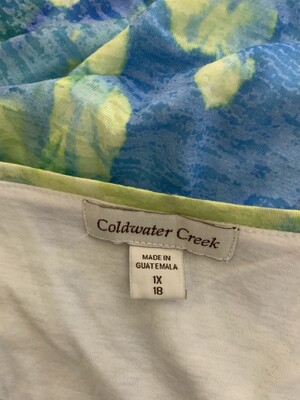 Coldwater Creek
MADE IN
GUATEMALA
1X
18